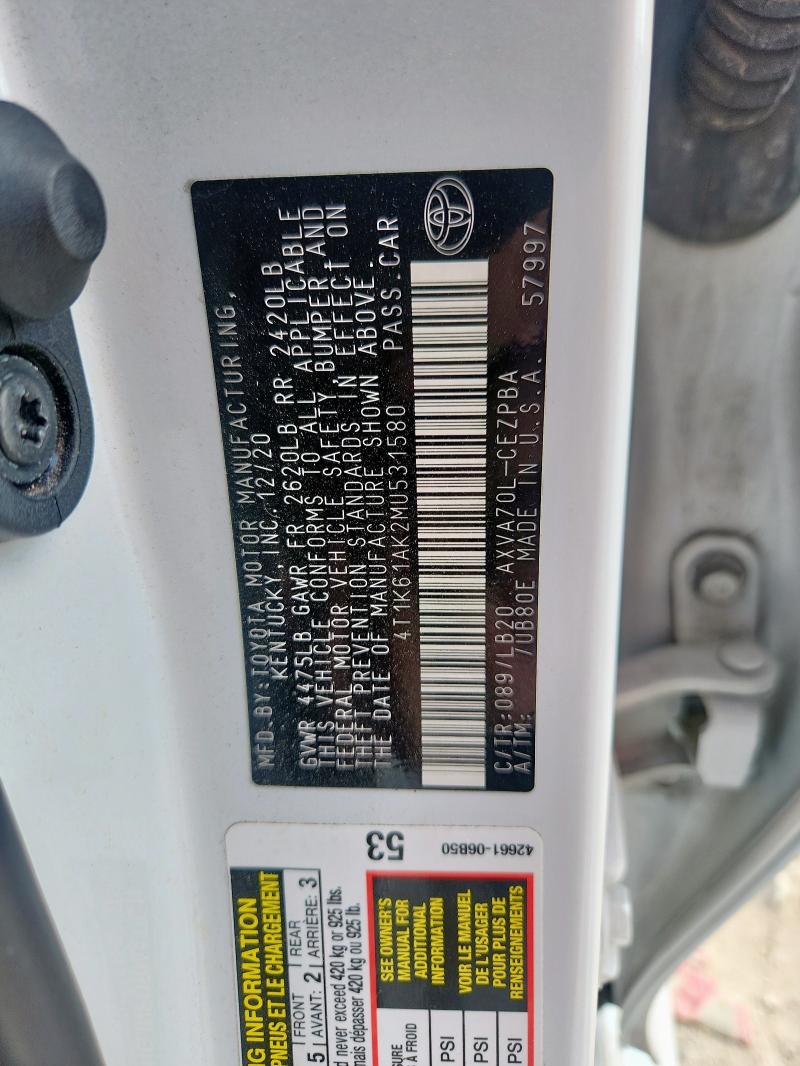 MFD.BY:TOYOTA MOTOR MANUFACTURING,
KENTUCKY, INC. 12/20
GVWR 4475LB GAWR FR 2620LB RR 2420LB
THIS VEHICLE CONFORMS TO ALL APPLICABLE
FEDERAL MOTOR VEHICLE SAFETY, BUMPER, AND
THEFT PREVENTION STANDARDS IN EFFECT ON
THE DATE OF MANUFACTURE SHOWN ABOVE.
4T1K61AK2MU531580 PASS.CAR
C/TR:089/LB20 AXVA70L-CEZPBA
A/TM: /UB80E MADE IN U.S.A. 57997
53
42661-06B50
INFORMATION
PNEUS ET LE CHARGEMENT
5 FRONT 2 REAR 3
AVANT: ARRIÈRE:
never exceed 420 kg or 925 lbs.
mais dépasser 420 kg ou 925 lb.
SEE OWNER'S
MANUAL FOR
ADDITIONAL
INFORMATION
VOIR LE MANUEL
DE L'USAGER
POUR PLUS DE
RENSEIGNEMENTS
À FROID
PSI
PSI
PSI